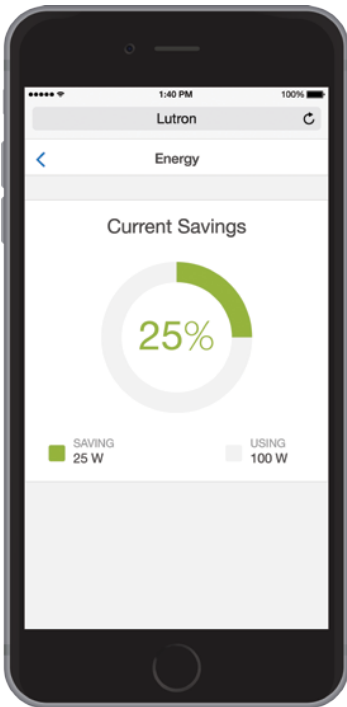 1:40 PM 100%
Lutron
Energy
Current Savings
25%
SAVING USING
25 W 100 W